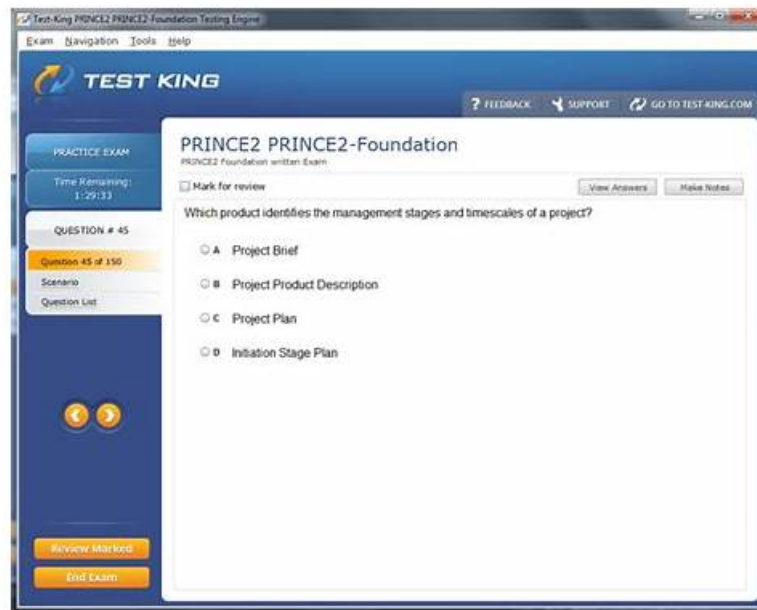 Test-King PRINCE2 PRINCE2-Foundation Testing Engine
Exam Navigation Tools Help
TEST KING
? FEEDBACK SUPPORT GO TO TEST-KING.COM
PRACTICE EXAM
Time Remaining:
1:29:33
QUESTION # 45
Question 45 of 150
Scenario
Question List
PRINCE2 PRINCE2-Foundation
PRINCE2 Foundation written Exam
Mark for review
View Answers
Make Notes
Which product identifies the management stages and timescales of a project?
A Project Brief
B Project Product Description
C Project Plan
D Initiation Stage Plan
Review Marked
End Exam